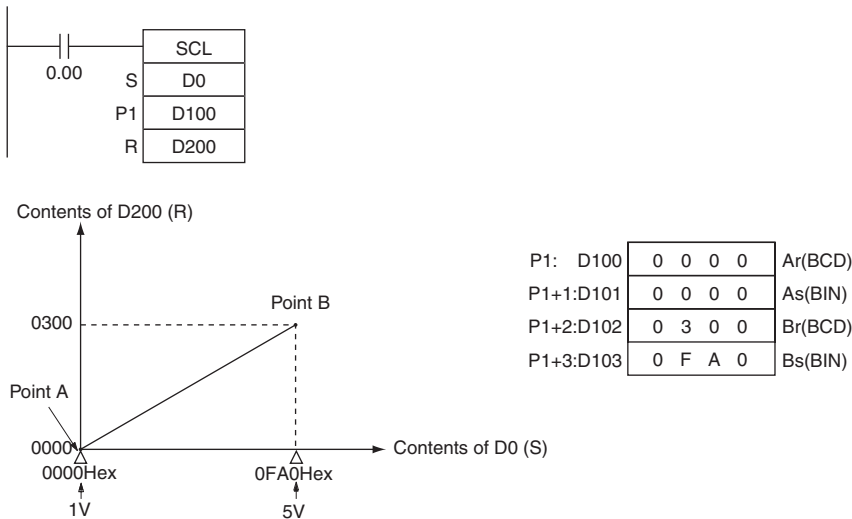 SCL
0.00
S D0
P1 D100
R D200
Contents of D200 (R)
Point B
0300
Point A
0000
Contents of D0 (S)
0000Hex 0FA0Hex
1V 5V
P1: D100 0 0 0 0 Ar(BCD)
P1+1:D101 0 0 0 0 As(BIN)
P1+2:D102 0 3 0 0 Br(BCD)
P1+3:D103 0 F A 0 Bs(BIN)